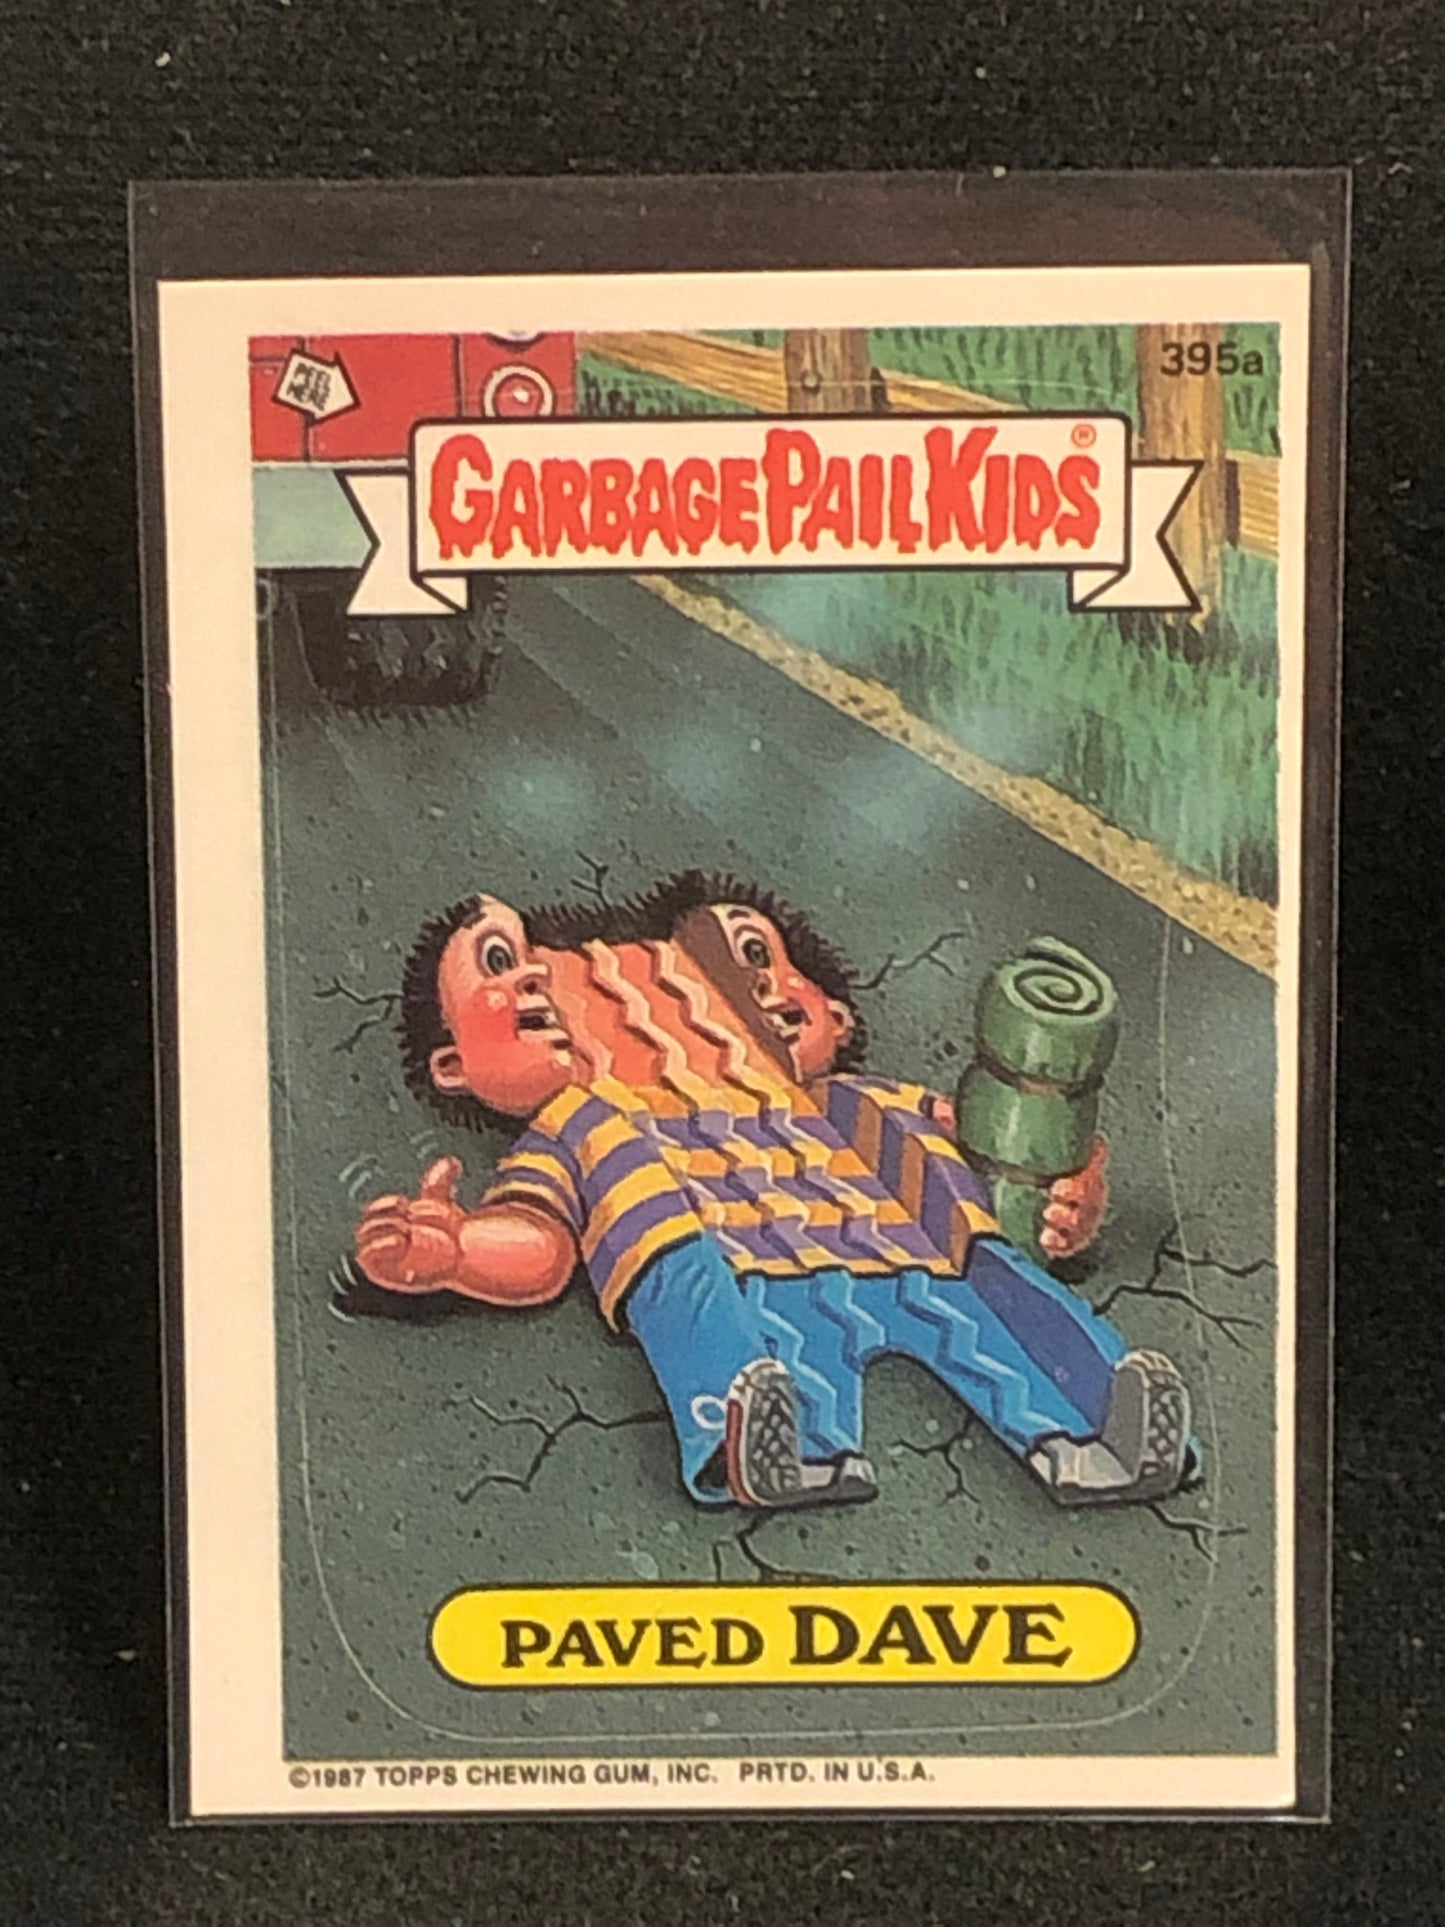 PEEL
HERE
395a
GARBAGE PAIL KIDS®
PAVED DAVE
©1987 TOPPS CHEWING GUM, INC. PRTD. IN U.S.A.